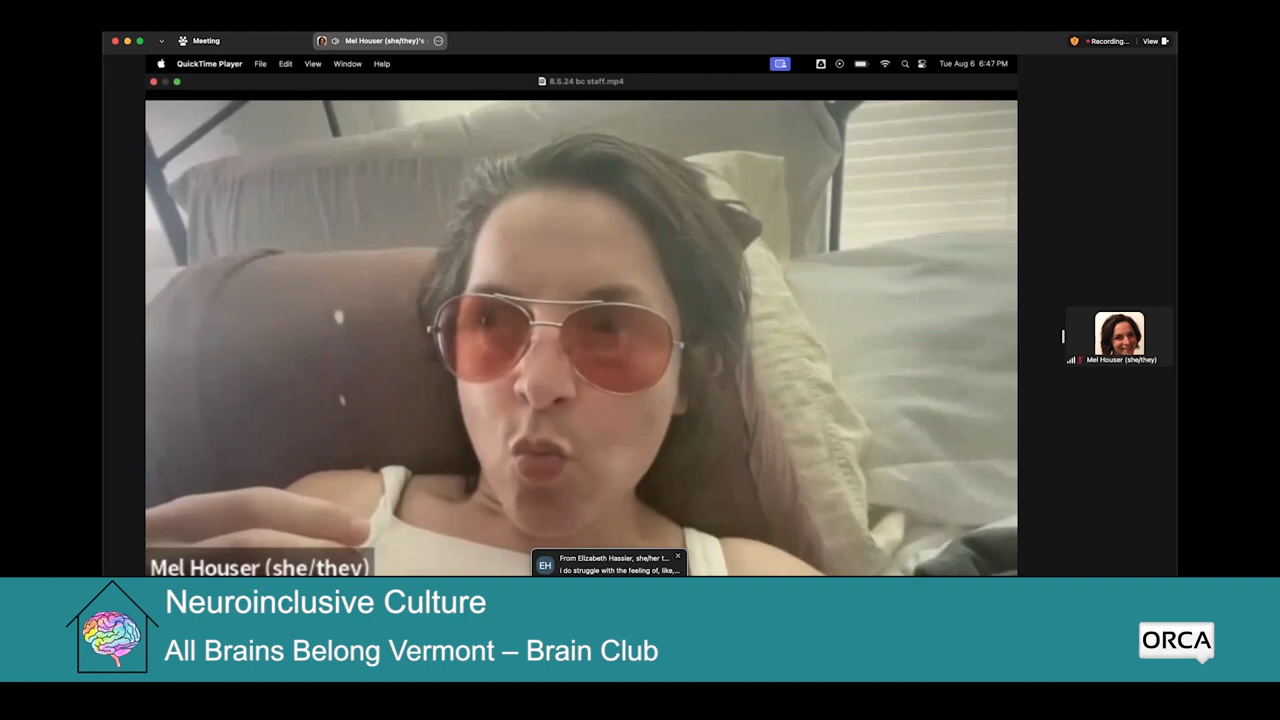 Meeting
Mel Houser (she/they)'s
Recording...
View
QuickTime Player File Edit View Window Help
Tue Aug 6 6:47 PM
8.5.24 bc staff.mp4
Mel Houser (she/they)
Mel Houser (she/they)
EH
From Elizabeth Hassler, she/her t...
i do struggle with the feeling of, like,...
Neuroinclusive Culture
All Brains Belong Vermont – Brain Club
ORCA